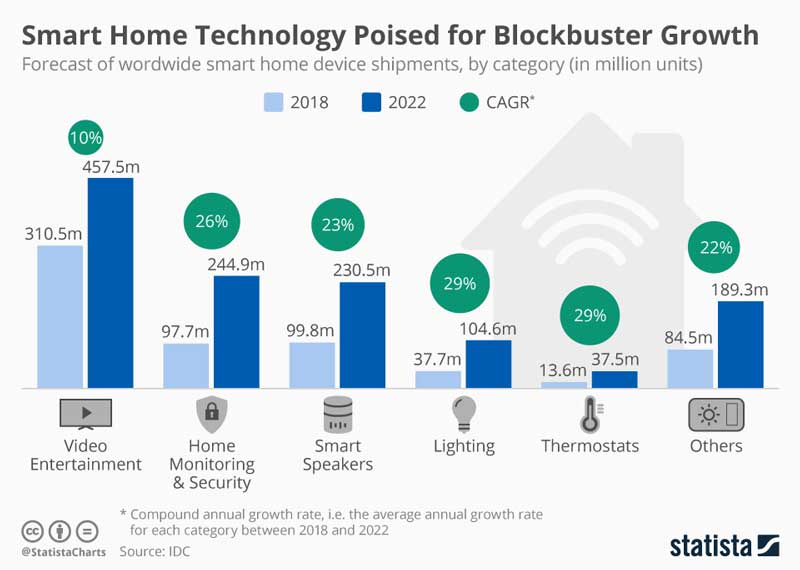 Smart Home Technology Poised for Blockbuster Growth
Forecast of wordwide smart home device shipments, by category (in million units)
2018 2022 CAGR*
10%
457.5m
310.5m
26%
244.9m
97.7m
23%
230.5m
99.8m
29%
104.6m
37.7m
29%
13.6m 37.5m
22%
189.3m
84.5m
Video
Entertainment
Home
Monitoring
& Security
Smart
Speakers
Lighting
Thermostats
Others
* Compound annual growth rate, i.e. the average annual growth rate
for each category between 2018 and 2022
cc
@StatistaCharts Source: IDC
statista